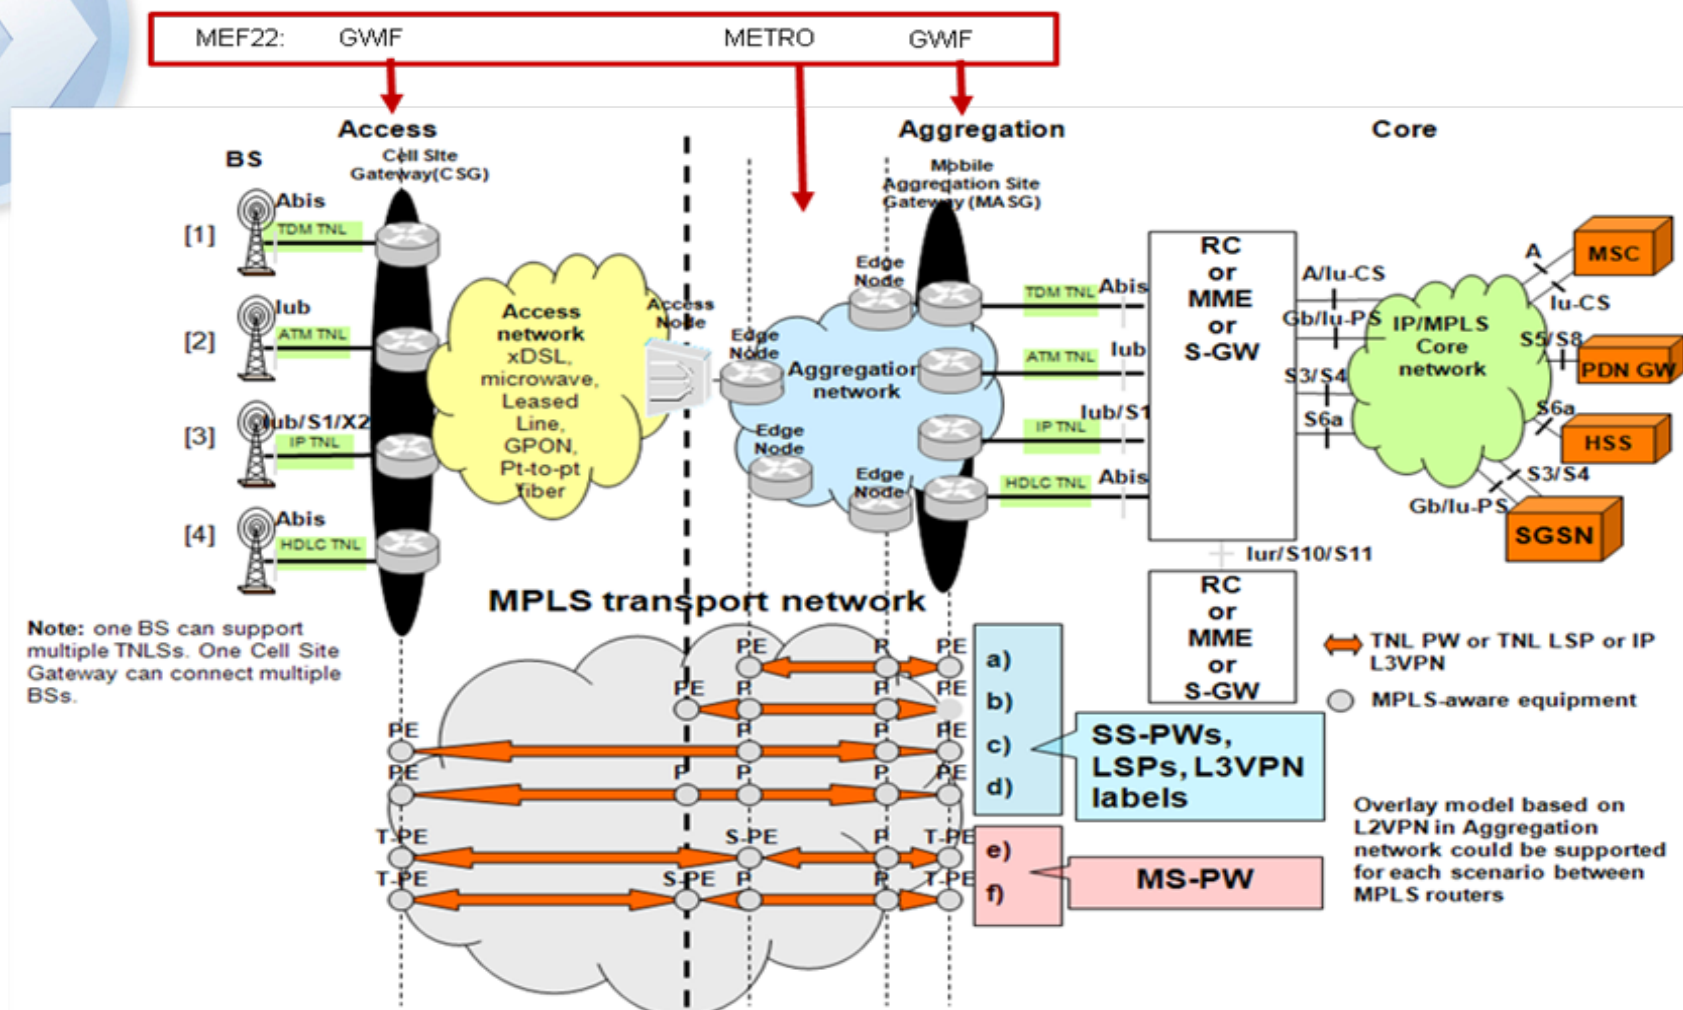 MEF22: GWIF METRO GWIF
Access
Aggregation
Core
BS
Cell SIte
Gateway(CSG)
Mobile
Aggregation Site
Gateway (MASG)
[1]
Abis
TDM TNL
[2]
Iub
ATM TNL
[3]
Iub/S1/X2
IP TNL
[4]
Abis
HDLC TNL
Access
network
xDSL,
microwave,
Leased
Line,
GPON,
Pt-to-pt
fiber
Access
Node
Edge
Node
Edge
Node
Edge
Node
Edge
Node
Aggregation
network
TDM TNL
Abis
ATM TNL
Iub
IP TNL
Iub/S1
HDLC TNL
Abis
RC
or
MME
or
S-GW
A/Iu-CS
Gb/Iu-PS
S3/S4
S6a
IP/MPLS
Core
network
A
MSC
Iu-CS
S5/S8
PDN GW
S6a
HSS
S3/S4
Gb/Iu-PS
SGSN
Iur/S10/S11
RC
or
MME
or
S-GW
Note: one BS can support
multiple TNLSs. One Cell Site
Gateway can connect multiple
BSs.
MPLS transport network
PE P PE
a)
PE P P PE
b)
PE P P PE
c)
PE P P P PE
d)
T-PE S-PE P T-PE
e)
T-PE S-PE P P T-PE
f)
SS-PWs,
LSPs, L3VPN
labels
MS-PW
TNL PW or TNL LSP or IP
L3VPN
MPLS-aware equipment
Overlay model based on
L2VPN in Aggregation
network could be supported
for each scenario between
MPLS routers